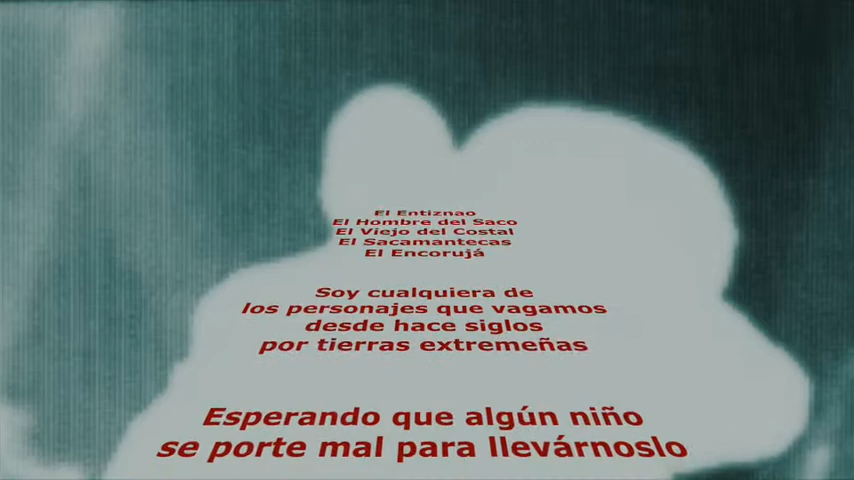 El Entiznao
El Hombre del Saco
El Viejo del Costal
El Sacamantecas
El Encorujá
Soy cualquiera de
los personajes que vagamos
desde hace siglos
por tierras extremeñas
Esperando que algún niño
se porte mal para llevárnoslo